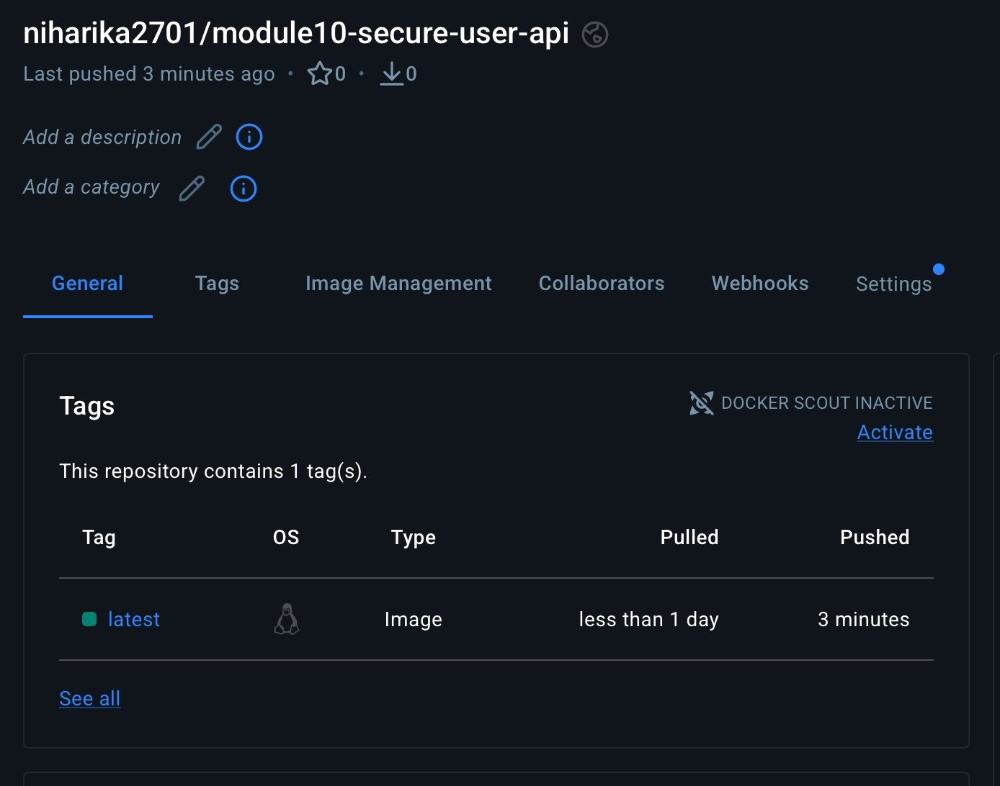 niharika2701/module10-secure-user-api
Last pushed 3 minutes ago · 0 · 0
Add a description
Add a category
General Tags Image Management Collaborators Webhooks Settings
Tags
DOCKER SCOUT INACTIVE
Activate
This repository contains 1 tag(s).
Tag OS Type Pulled Pushed
latest Image less than 1 day 3 minutes
See all